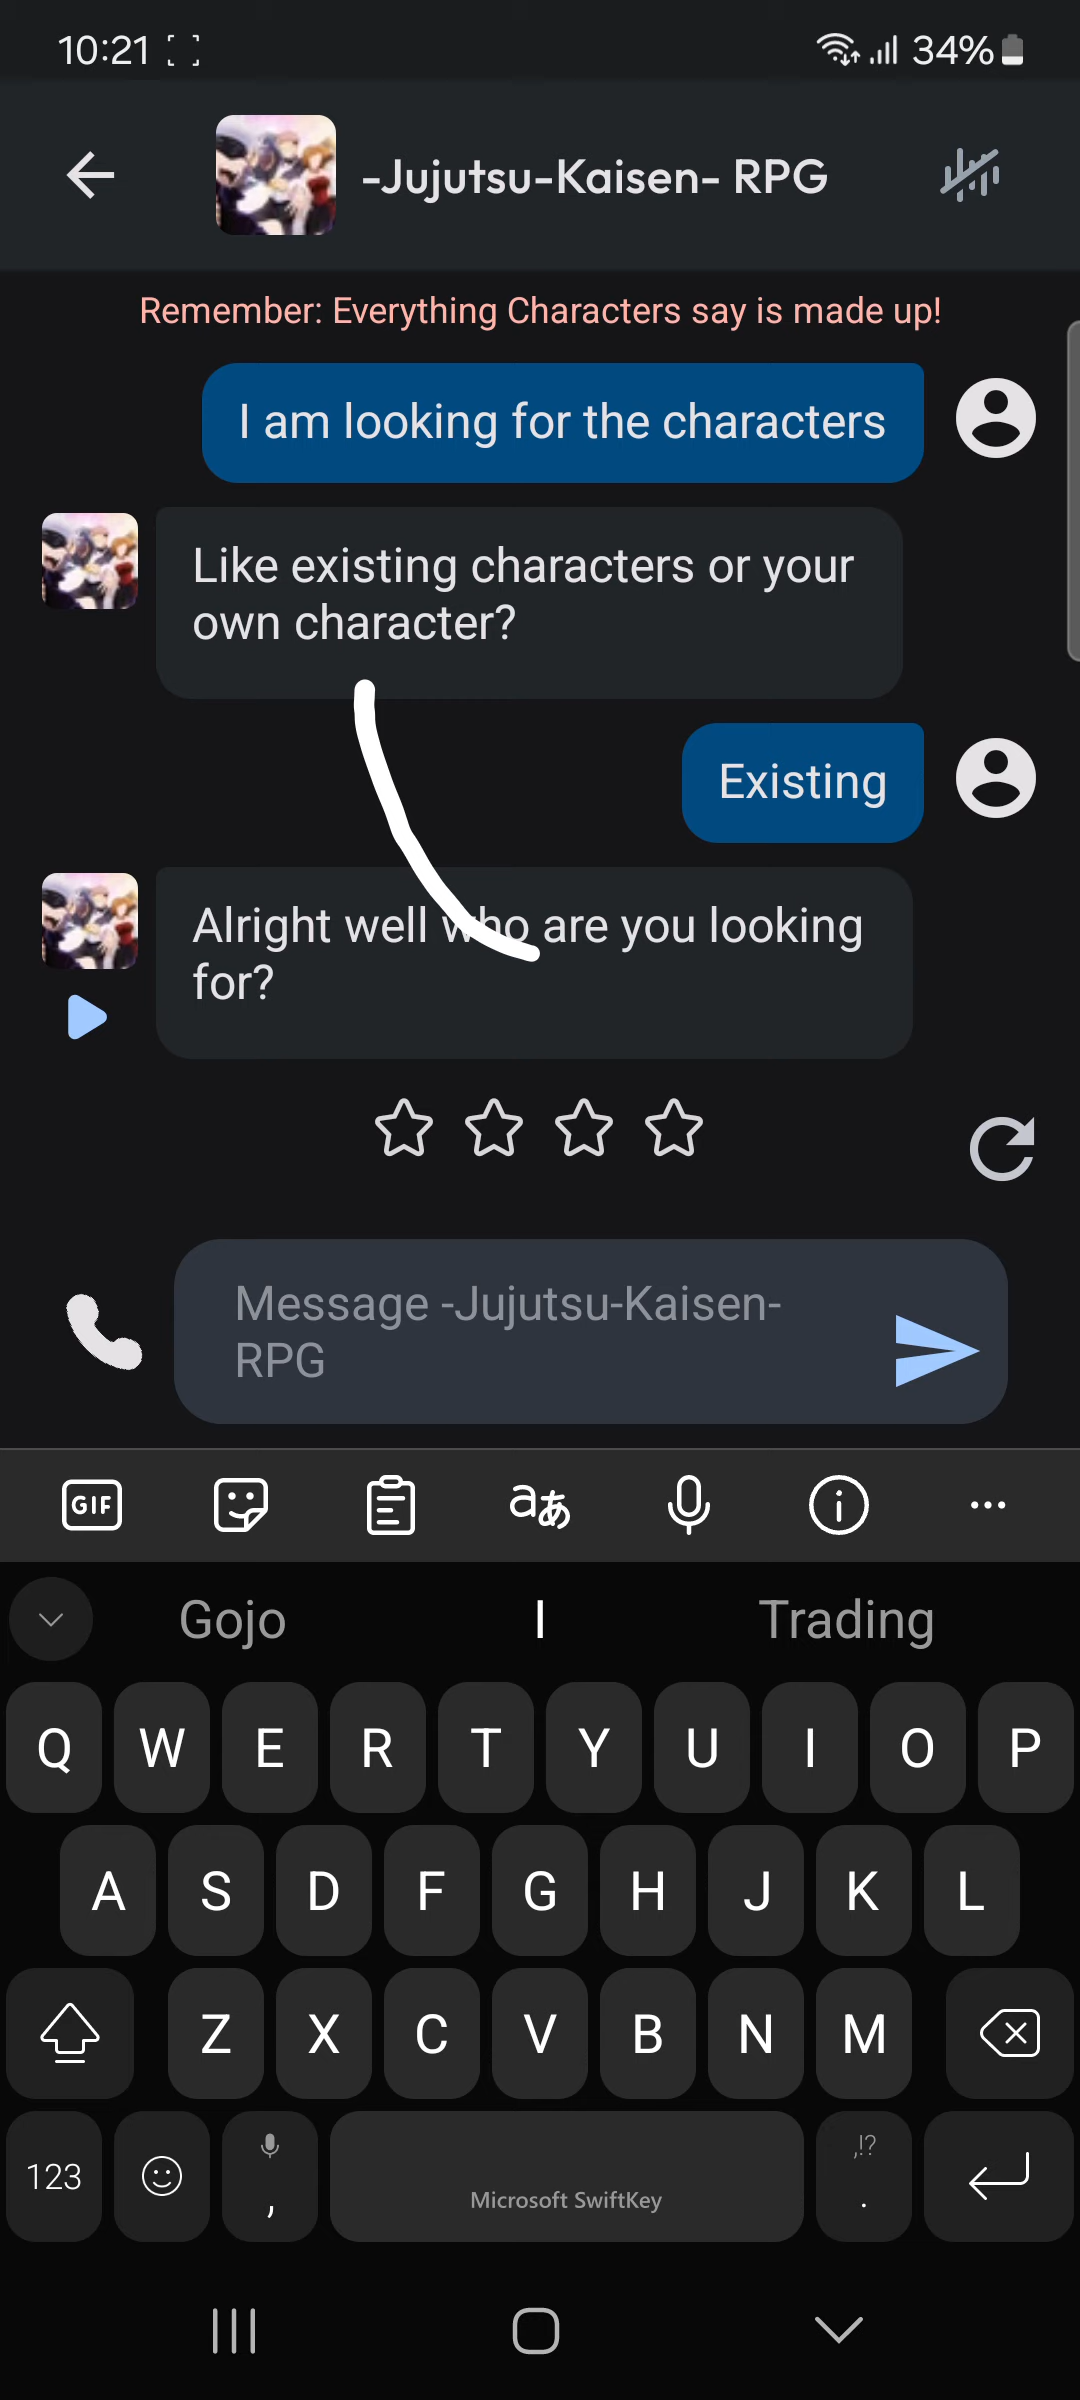 10:21
34%
-Jujutsu-Kaisen- RPG
Remember: Everything Characters say is made up!
I am looking for the characters
Like existing characters or your
own character?
Existing
Alright well who are you looking
for?
Message -Jujutsu-Kaisen-
RPG
GIF
aあ
Gojo I Trading
Q W E R T Y U I O P
A S D F G H J K L
Z X C V B N M
123 , Microsoft SwiftKey ,!? .